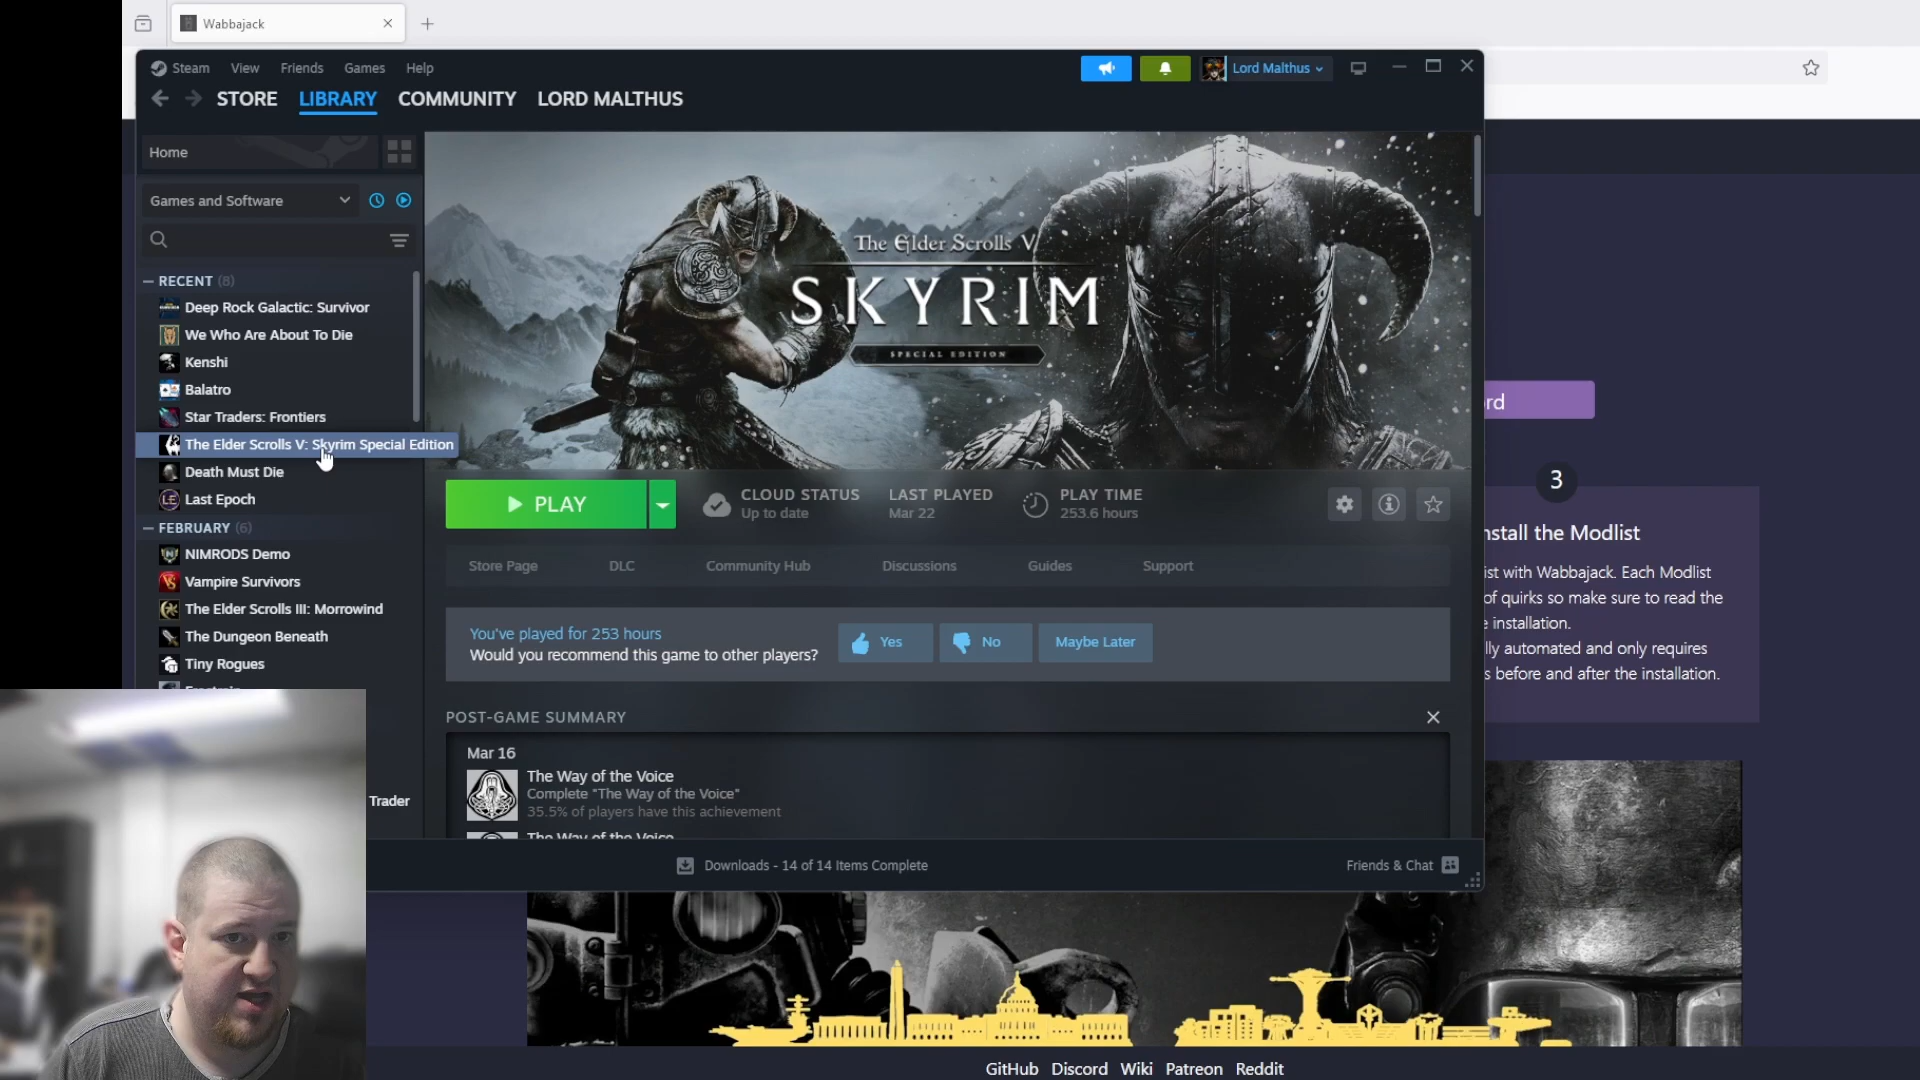 Wabbajack
Steam View Friends Games Help
Lord Malthus
STORE LIBRARY COMMUNITY LORD MALTHUS
Home
Games and Software
RECENT (8)
Deep Rock Galactic: Survivor
We Who Are About To Die
Kenshi
Balatro
Star Traders: Frontiers
The Elder Scrolls V: Skyrim Special Edition
Death Must Die
Last Epoch
FEBRUARY (6)
NIMRODS Demo
Vampire Survivors
The Elder Scrolls III: Morrowind
The Dungeon Beneath
Tiny Rogues
Trader
The Elder Scrolls V
SKYRIM
SPECIAL EDITION
PLAY
CLOUD STATUS
Up to date
LAST PLAYED
Mar 22
PLAY TIME
253.6 hours
Store Page DLC Community Hub Discussions Guides Support
You've played for 253 hours
Would you recommend this game to other players?
Yes No Maybe Later
POST-GAME SUMMARY
Mar 16
The Way of the Voice
Complete "The Way of the Voice"
35.5% of players have this achievement
The Way of the Voice
Downloads - 14 of 14 Items Complete
Friends & Chat
rd
3
nstall the Modlist
ist with Wabbajack. Each Modlist
of quirks so make sure to read the
e installation.
lly automated and only requires
s before and after the installation.
GitHub Discord Wiki Patreon Reddit